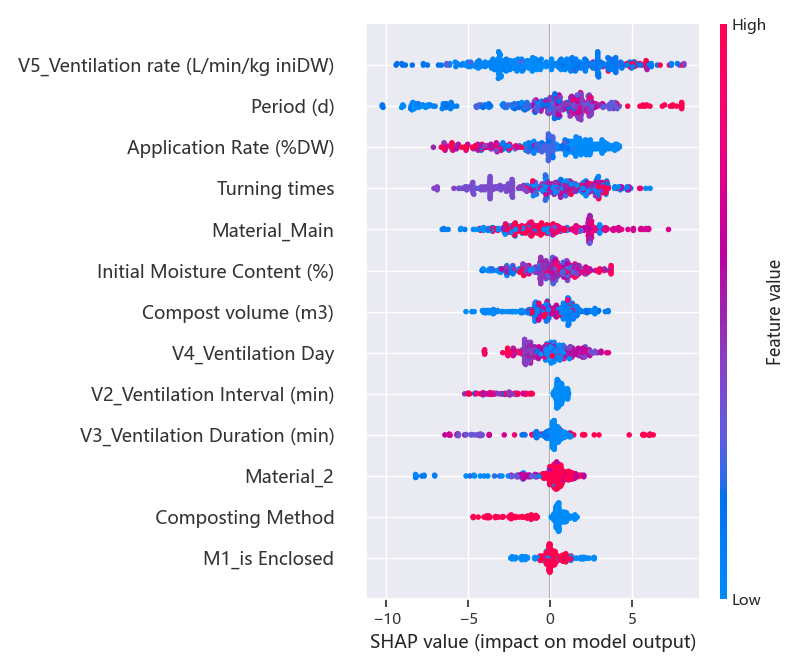 High
V5_Ventilation rate (L/min/kg iniDW)
Period (d)
Application Rate (%DW)
Turning times
Material_Main
Initial Moisture Content (%)
Compost volume (m3)
V4_Ventilation Day
V2_Ventilation Interval (min)
V3_Ventilation Duration (min)
Material_2
Composting Method
M1_is Enclosed
Feature value
Low
−10 −5 0 5
SHAP value (impact on model output)